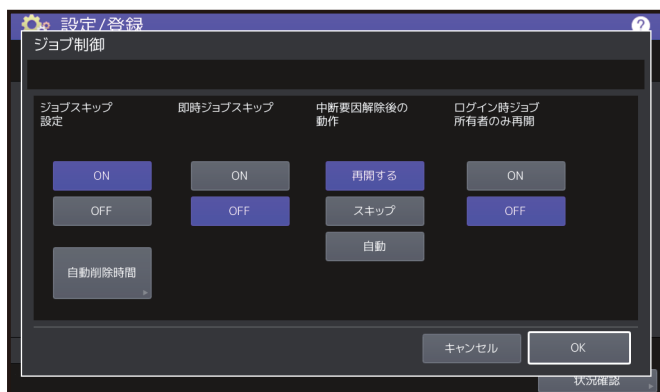 設定/登録
?
ジョブ制御
ジョブスキップ
設定
即時ジョブスキップ
中断要因解除後の
動作
ログイン時ジョブ
所有者のみ再開
ON
ON
再開する
ON
OFF
OFF
スキップ
OFF
自動
自動削除時間
キャンセル
OK
状況確認